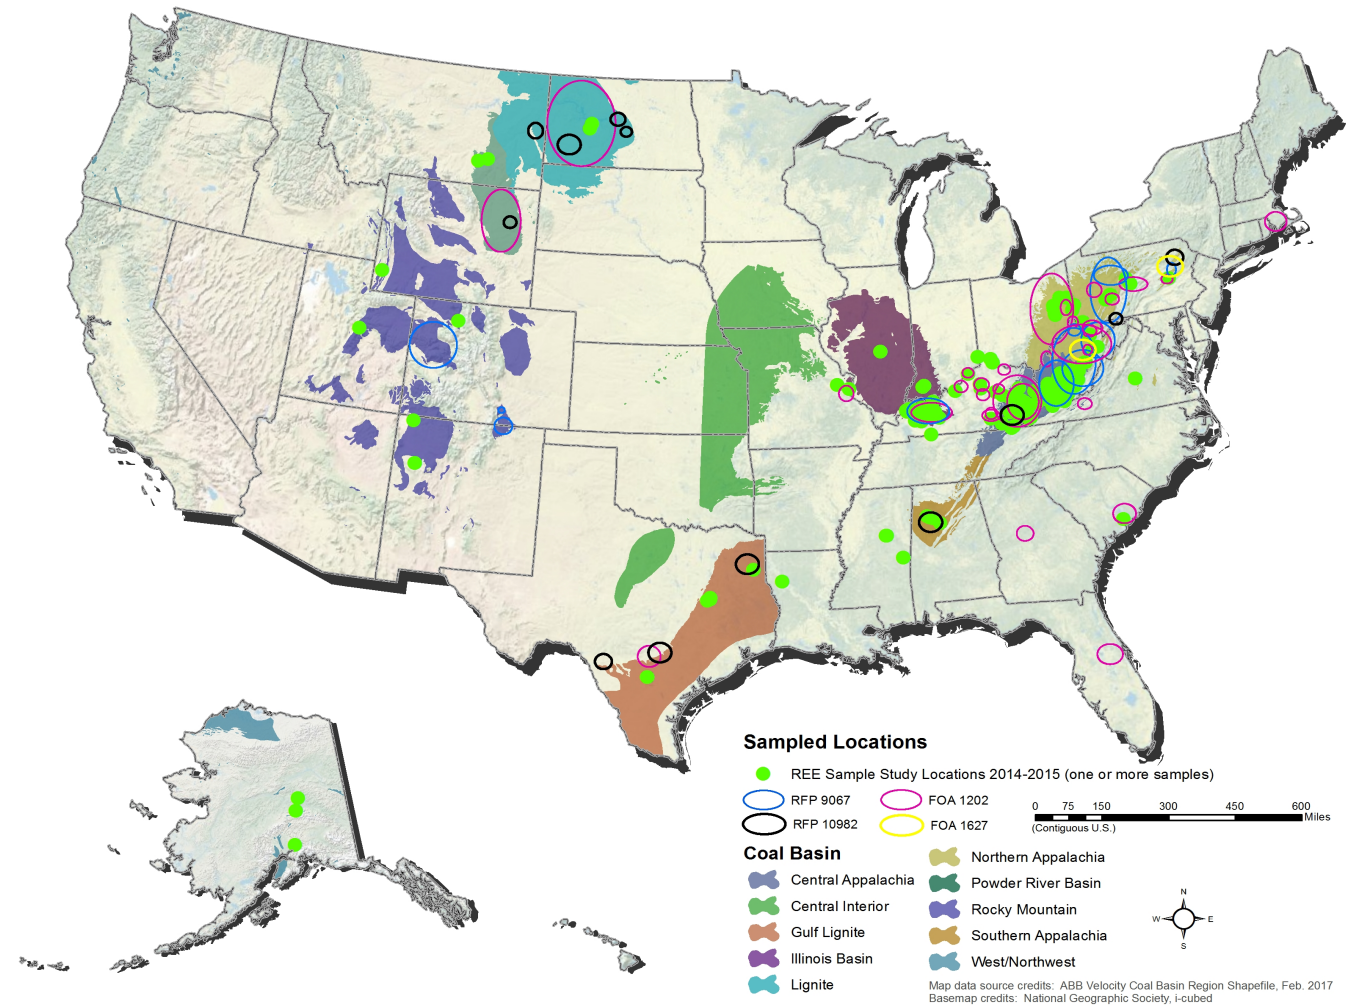 Sampled Locations
REE Sample Study Locations 2014-2015 (one or more samples)
RFP 9067
FOA 1202
RFP 10982
FOA 1627
0 75 150 300 450 600
Miles
(Contiguous U.S.)
Coal Basin
Central Appalachia
Central Interior
Gulf Lignite
Illinois Basin
Lignite
Northern Appalachia
Powder River Basin
Rocky Mountain
Southern Appalachia
West/Northwest
N
W E
S
Map data source credits: ABB Velocity Coal Basin Region Shapefile, Feb. 2017
Basemap credits: National Geographic Society, i-cubed